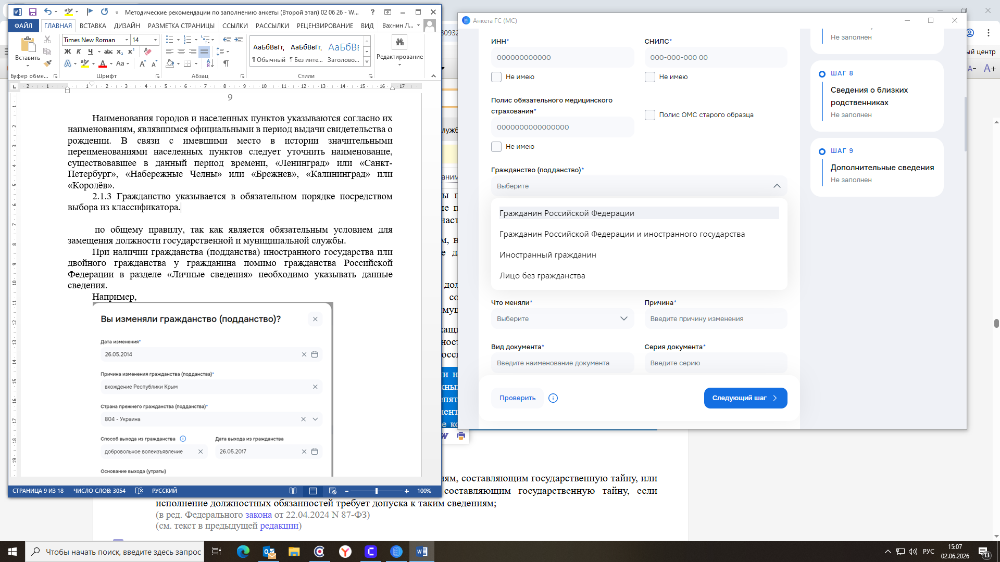 Методические рекомендации по заполнению анкеты (Второй этап) 02 06 26 - W...
ФАЙЛ
ГЛАВНАЯ
ВСТАВКА
ДИЗАЙН
РАЗМЕТКА СТРАНИЦЫ
ССЫЛКИ
РАССЫЛКИ
РЕЦЕНЗИРОВАНИЕ
ВИД
Вахнин Л...
Вставить
Times New Roman
14
Ж К Ч abc x₂ x²
Aa
АаБбВвГг,
АаБбВвГг,
АаБбВв
¶ Обычный
¶ Без инте...
Заголово...
Редактирование
Буфер обме...
Шрифт
Абзац
Стили
9
Наименования городов и населенных пунктов указываются согласно их
наименованиям, являвшимся официальными в период выдачи свидетельства о
рождении. В связи с имевшими место в истории значительными
переименованиями населенных пунктов следует уточнить наименование,
существовавшее в данный период времени, «Ленинград» или «Санкт-
Петербург», «Набережные Челны» или «Брежнев», «Калининград» или
«Королёв».
2.1.3 Гражданство указывается в обязательном порядке посредством
выбора из классификатора.
по общему правилу, так как является обязательным условием для
замещения должности государственной и муниципальной службы.
При наличии гражданства (подданства) иностранного государства или
двойного гражданства у гражданина помимо гражданства Российской
Федерации в разделе «Личные сведения» необходимо указывать данные
сведения.
Например,
Вы изменяли гражданство (подданство)?
Дата изменения*
26.05.2014
Причина изменения гражданства (подданства)*
вхождение Республики Крым
Страна прежнего гражданства (подданства)*
804 - Украина
Способ выхода из гражданства
Дата выхода из гражданства
добровольное волеизъявление
26.05.2017
Основание выхода (утраты)
СТРАНИЦА 9 ИЗ 18
ЧИСЛО СЛОВ: 3054
РУССКИЙ
100%
Анкета ГС (МС)
ИНН*
СНИЛС*
000000000000
000-000-000 00
Не имею
Не имею
Полис обязательного медицинского
страхования*
Полис ОМС старого образца
0000000000000000
Не имею
Гражданство (подданство)*
Выберите
Гражданин Российской Федерации
Гражданин Российской Федерации и иностранного государства
Иностранный гражданин
Лицо без гражданства
Что меняли*
Причина*
Выберите
Введите причину изменения
Вид документа*
Серия документа*
Введите наименование документа
Введите серию
Проверить
Следующий шаг
Не заполнен
ШАГ 8
Сведения о близких
родственниках
Не заполнен
ШАГ 9
Дополнительные сведения
Не заполнен
ый центр
A− A+
иям, составляющим государственную тайну, или
составляющим государственную тайну, если
исполнение должностных обязанностей требует допуска к таким сведениям;
(в ред. Федерального закона от 22.04.2024 N 87-ФЗ)
(см. текст в предыдущей редакции)
Чтобы начать поиск, введите здесь запрос
РУС
15:07
02.06.2026
13